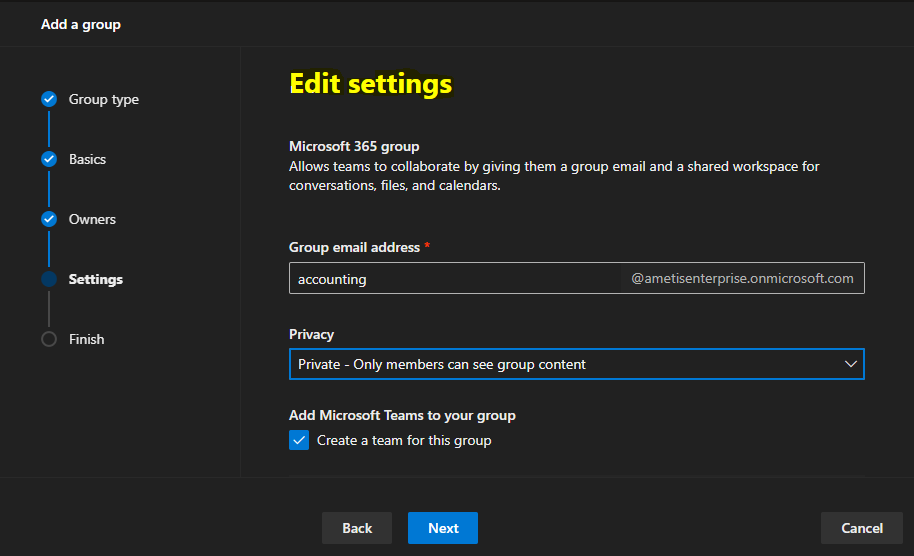 Add a group
Group type
Basics
Owners
Settings
Finish
Edit settings
Microsoft 365 group
Allows teams to collaborate by giving them a group email and a shared workspace for
conversations, files, and calendars.
Group email address *
accounting @ametisenterprise.onmicrosoft.com
Privacy
Private - Only members can see group content
Add Microsoft Teams to your group
Create a team for this group
Back Next Cancel